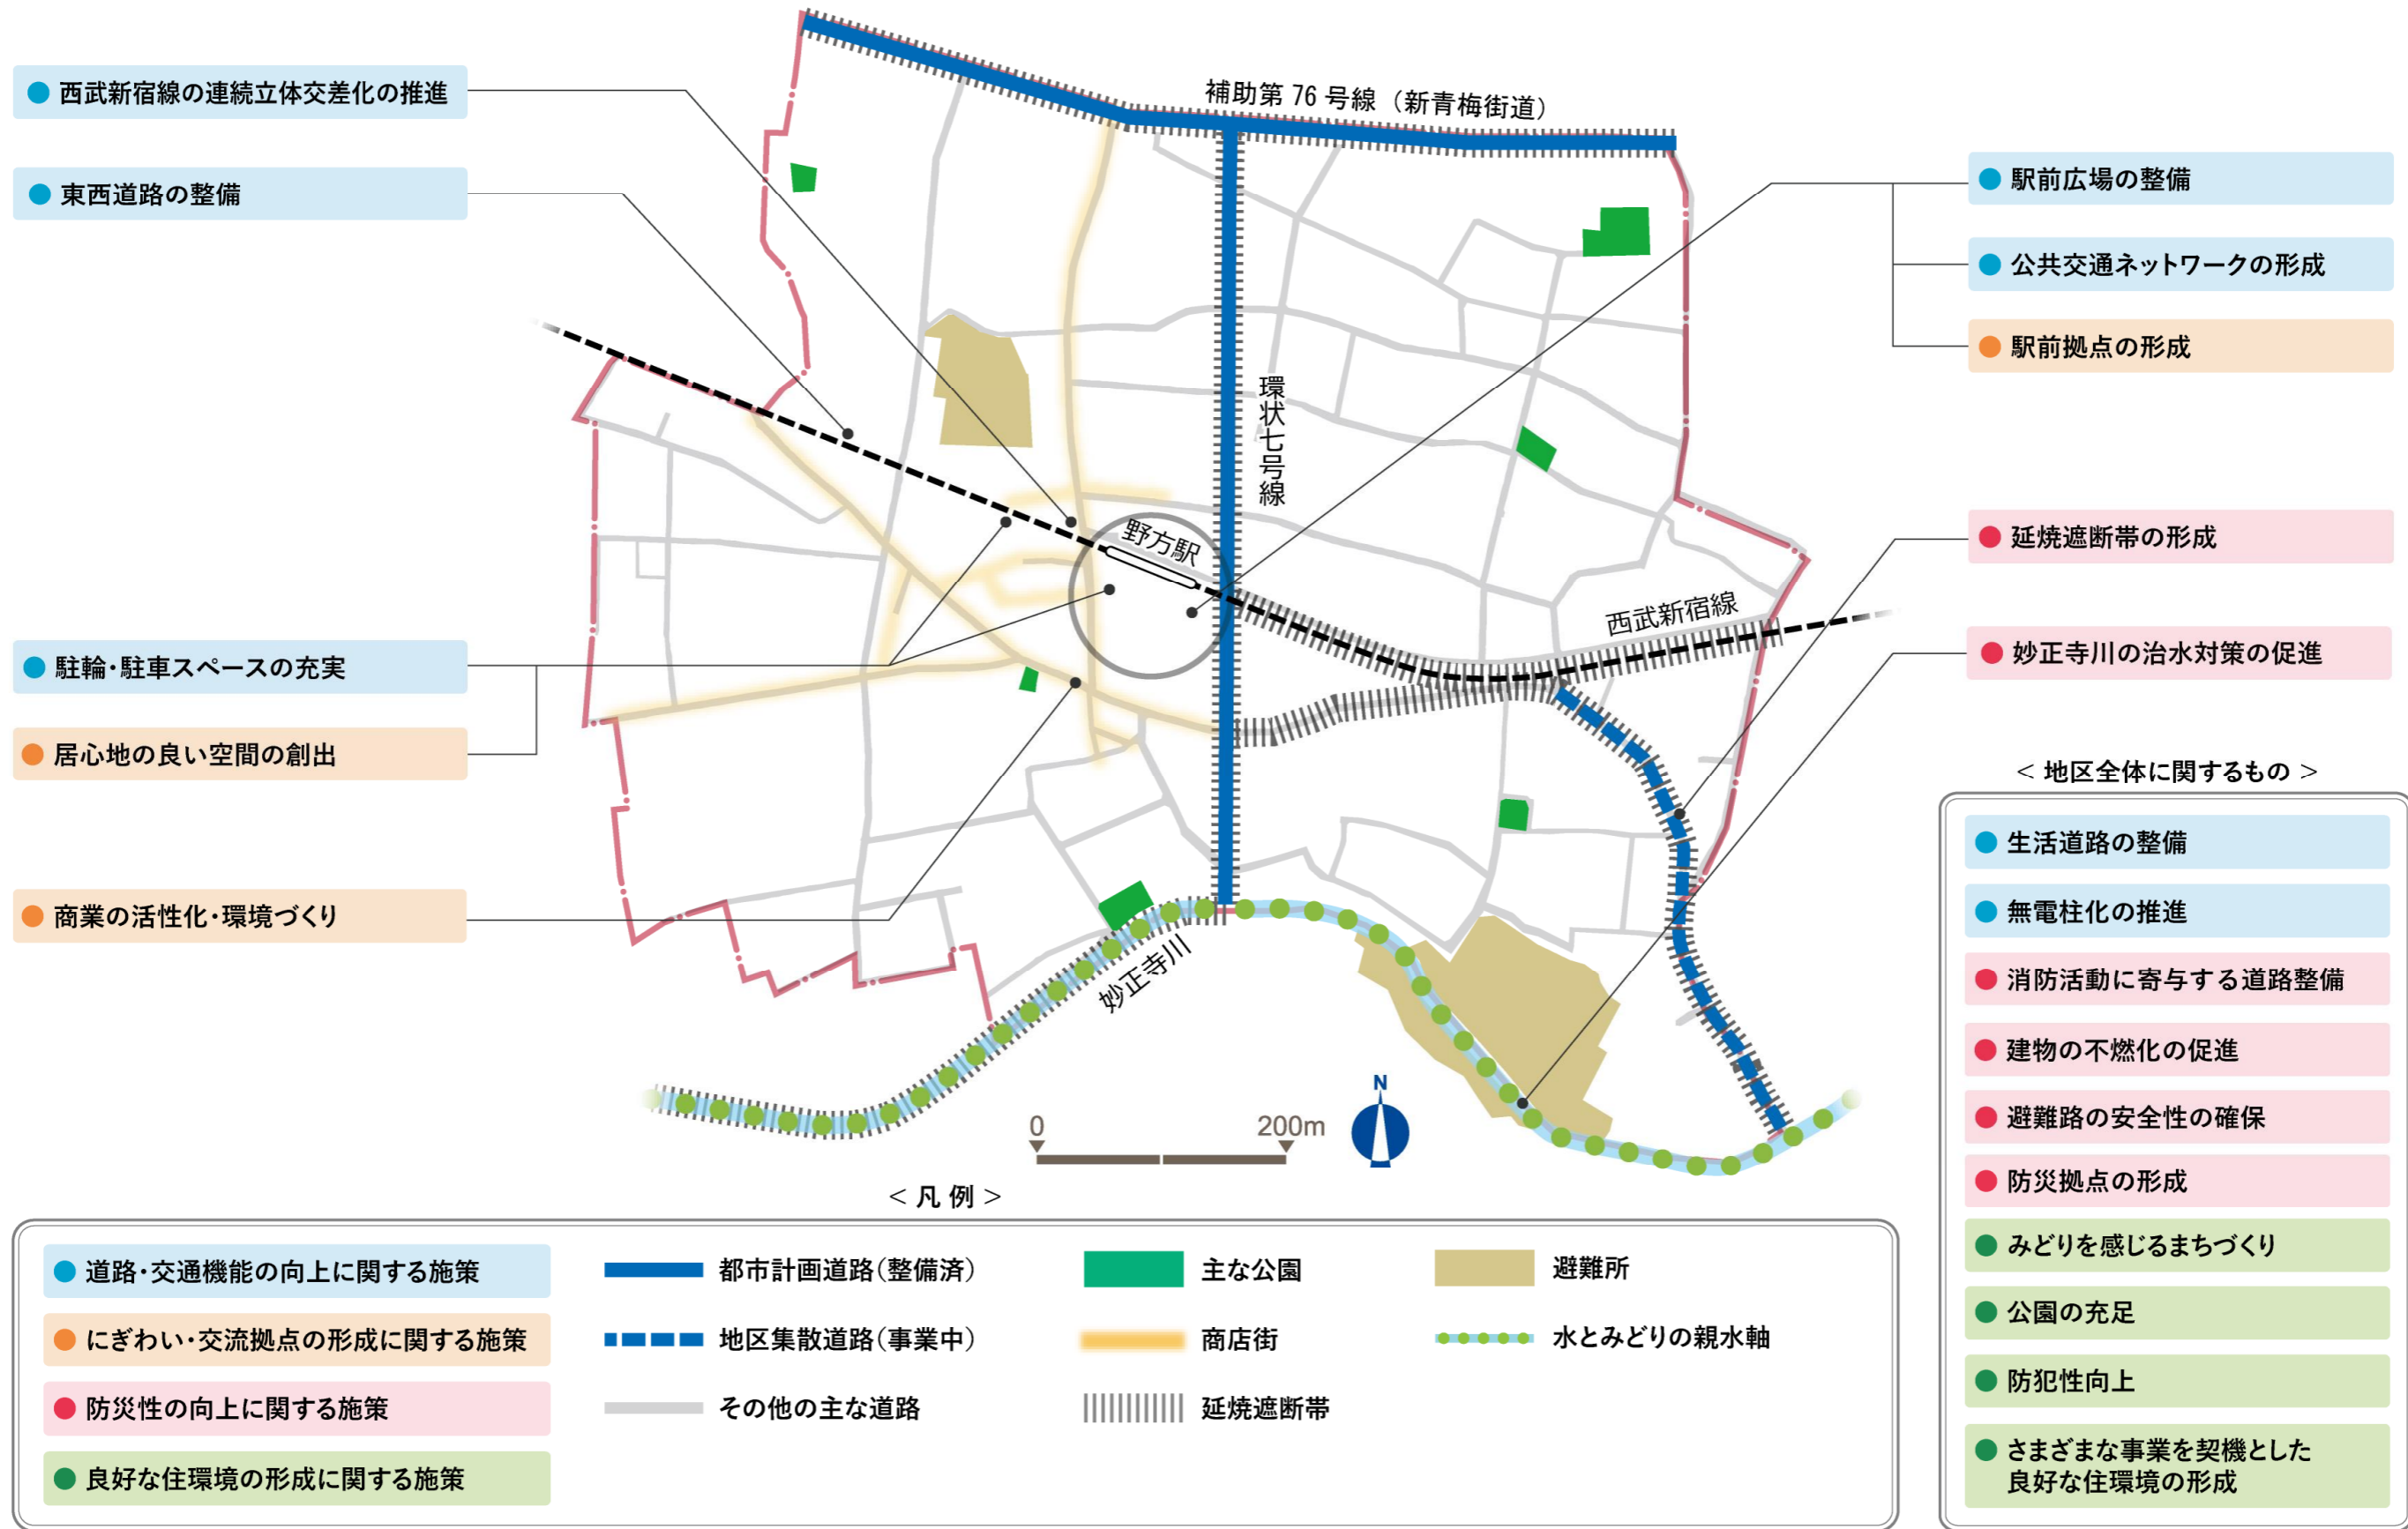 西武新宿線の連続立体交差化の推進
東西道路の整備
駐輪・駐車スペースの充実
居心地の良い空間の創出
商業の活性化・環境づくり
補助第76号線（新青梅街道）
環状七号線
野方駅
西武新宿線
妙正寺川
駅前広場の整備
公共交通ネットワークの形成
駅前拠点の形成
延焼遮断帯の形成
妙正寺川の治水対策の促進
＜地区全体に関するもの＞
生活道路の整備
無電柱化の推進
消防活動に寄与する道路整備
建物の不燃化の促進
避難路の安全性の確保
防災拠点の形成
みどりを感じるまちづくり
公園の充足
防犯性向上
さまざまな事業を契機とした
良好な住環境の形成
0
200m
N
＜凡例＞
道路・交通機能の向上に関する施策
にぎわい・交流拠点の形成に関する施策
防災性の向上に関する施策
良好な住環境の形成に関する施策
都市計画道路（整備済）
地区集散道路（事業中）
その他の主な道路
主な公園
商店街
延焼遮断帯
避難所
水とみどりの親水軸